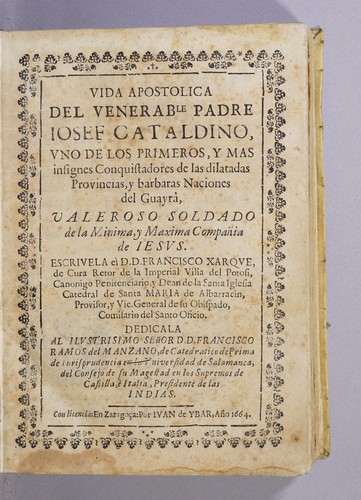 VIDA APOSTOLICA
DEL VENERABLE PADRE
IOSEF CATALDINO,
VNO DE LOS PRIMEROS, Y MAS
insignes Conquistadores de las dilatadas
Provincias, y barbaras Naciones
del Guayrà,
VALEROSO SOLDADO
de la Minima, y Maxima Compañia
de IESVS.
ESCRIVELA el D.D. FRANCISCO XARQVE,
de Cura Retor de la Imperial Villa del Potosi,
Canonigo Penitenciario, y Dean de la Santa Iglesia
Catedral de Santa MARIA de Albarracin,
Provisor, y Vic. General de su Obispado,
Comissario del Santo Oficio.
DEDICALA
AL ILVSTRISIMO SEñOR D.D. FRANCISCO
RAMOS del MANZANO, de Catedratico de Prima
de iurisprudencia en Vniversidad de Salamanca,
del Consejo de su Magestad en los Supremos de
Castilla, è Italia, Presidente de las
INDIAS.
Con licencia: En Zaragoça: Por IVAN DE YBAR, Año 1664.